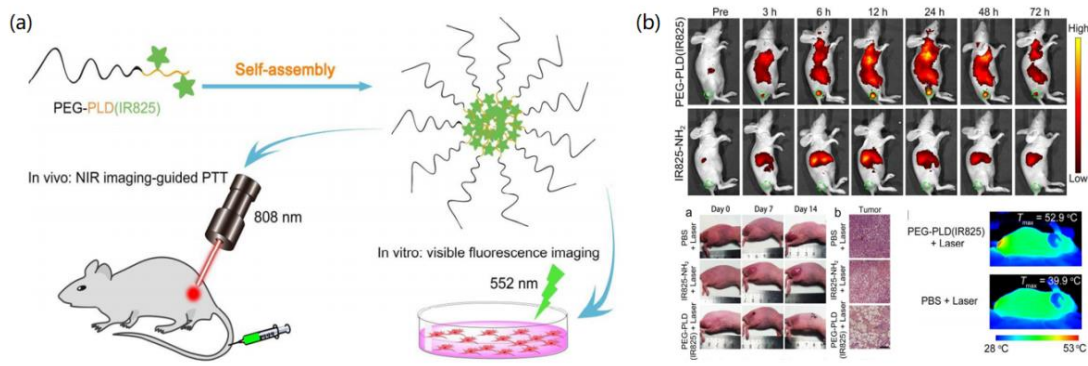 (a)
Self-assembly
PEG-PLD(IR825)
In vivo: NIR imaging-guided PTT
808 nm
In vitro: visible fluorescence imaging
552 nm
(b)
Pre 3 h 6 h 12 h 24 h 48 h 72 h
PEG-PLD(IR825)
IR825-NH₂
High
Low
a
Day 0 Day 7 Day 14
PBS
+ Laser
IR825-NH₂
+ Laser
PEG-PLD
(IR825) + Laser
b
Tumor
PBS
+ Laser
IR825-NH₂
+ Laser
PEG-PLD
(IR825) + Laser
PEG-PLD(IR825)
+ Laser
Tmax = 52.9 °C
PBS + Laser
Tmax = 39.9 °C
28 °C 53 °C